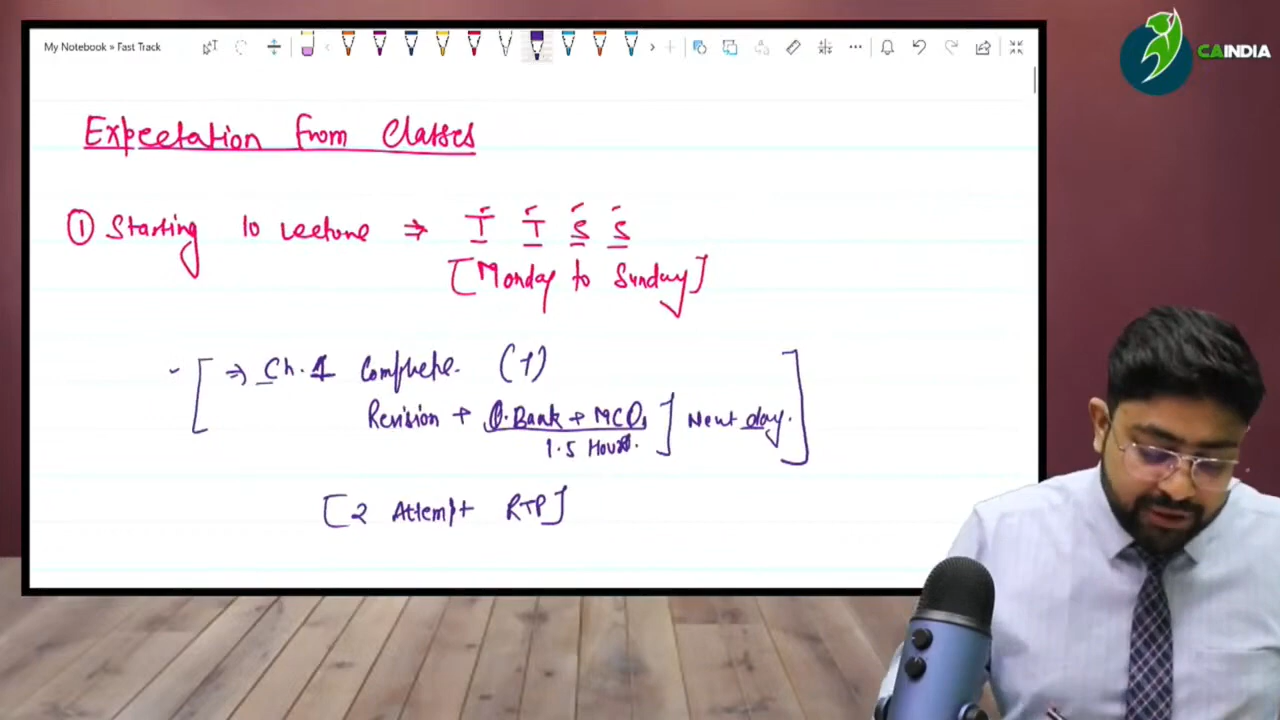 My Notebook » Fast Track
CAINDIA
Expectation from Classes
① Starting 10 Lecture ⇒ T T S S
[Monday to Sunday]
[ ⇒ Ch. 1 Complete. (1)
Revision + Q. Bank + MCQs ] Next day. ]
1.5 Hours.
[2 Attempt RTP]